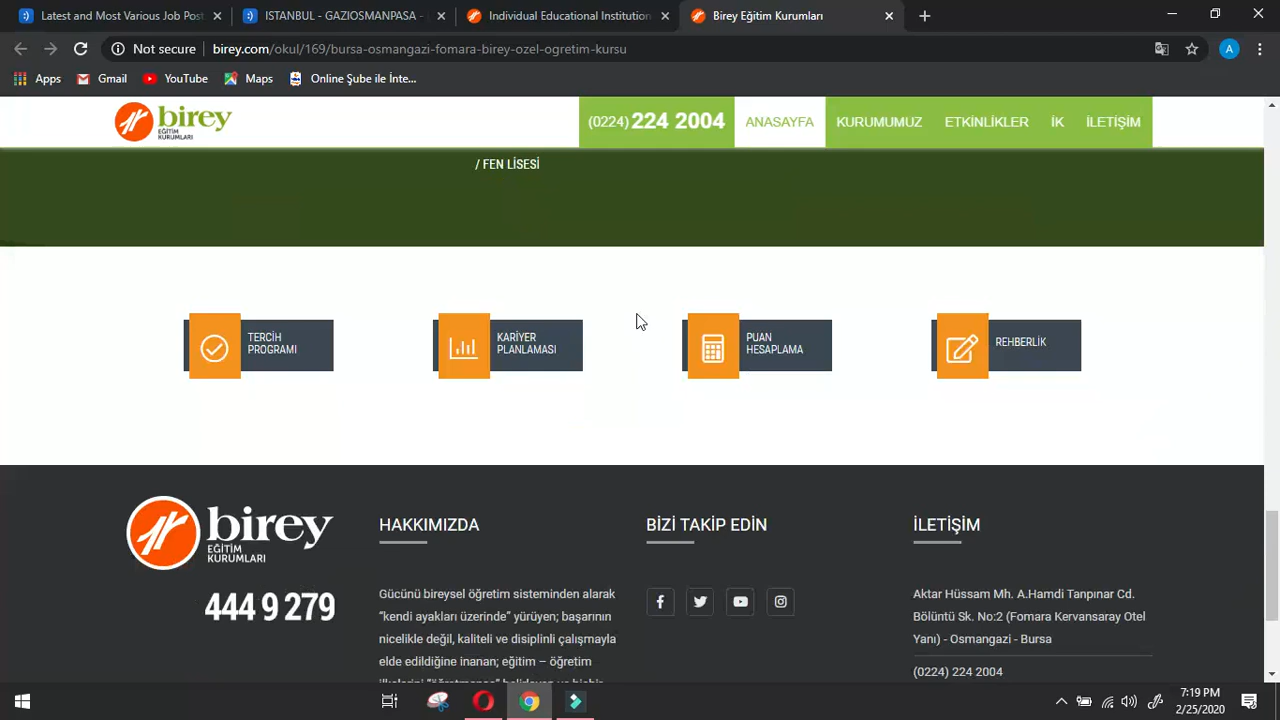 Latest and Most Various Job Post
ISTANBUL - GAZIOSMANPASA -
Individual Educational Institution
Birey Eğitim Kurumları
Not secure
birey.com/okul/169/bursa-osmangazi-fomara-birey-ozel-ogretim-kursu
A
Apps
Gmail
YouTube
Maps
Online Şube ile İnte...
birey
EĞİTİM
KURUMLARI
(0224) 224 2004
ANASAYFA
KURUMUMUZ
ETKİNLİKLER
İK
İLETİŞİM
/ FEN LİSESİ
TERCİH
PROGRAMI
KARİYER
PLANLAMASI
PUAN
HESAPLAMA
REHBERLİK
birey
EĞİTİM
KURUMLARI
444 9 279
HAKKIMIZDA
Gücünü bireysel öğretim sisteminden alarak
“kendi ayakları üzerinde” yürüyen; başarının
nicelikle değil, kaliteli ve disiplinli çalışmayla
elde edildiğine inanan; eğitim – öğretim
BİZİ TAKİP EDİN
İLETİŞİM
Aktar Hüssam Mh. A.Hamdi Tanpınar Cd.
Bölüntü Sk. No:2 (Fomara Kervansaray Otel
Yanı) - Osmangazi - Bursa
(0224) 224 2004
7:19 PM
2/25/2020